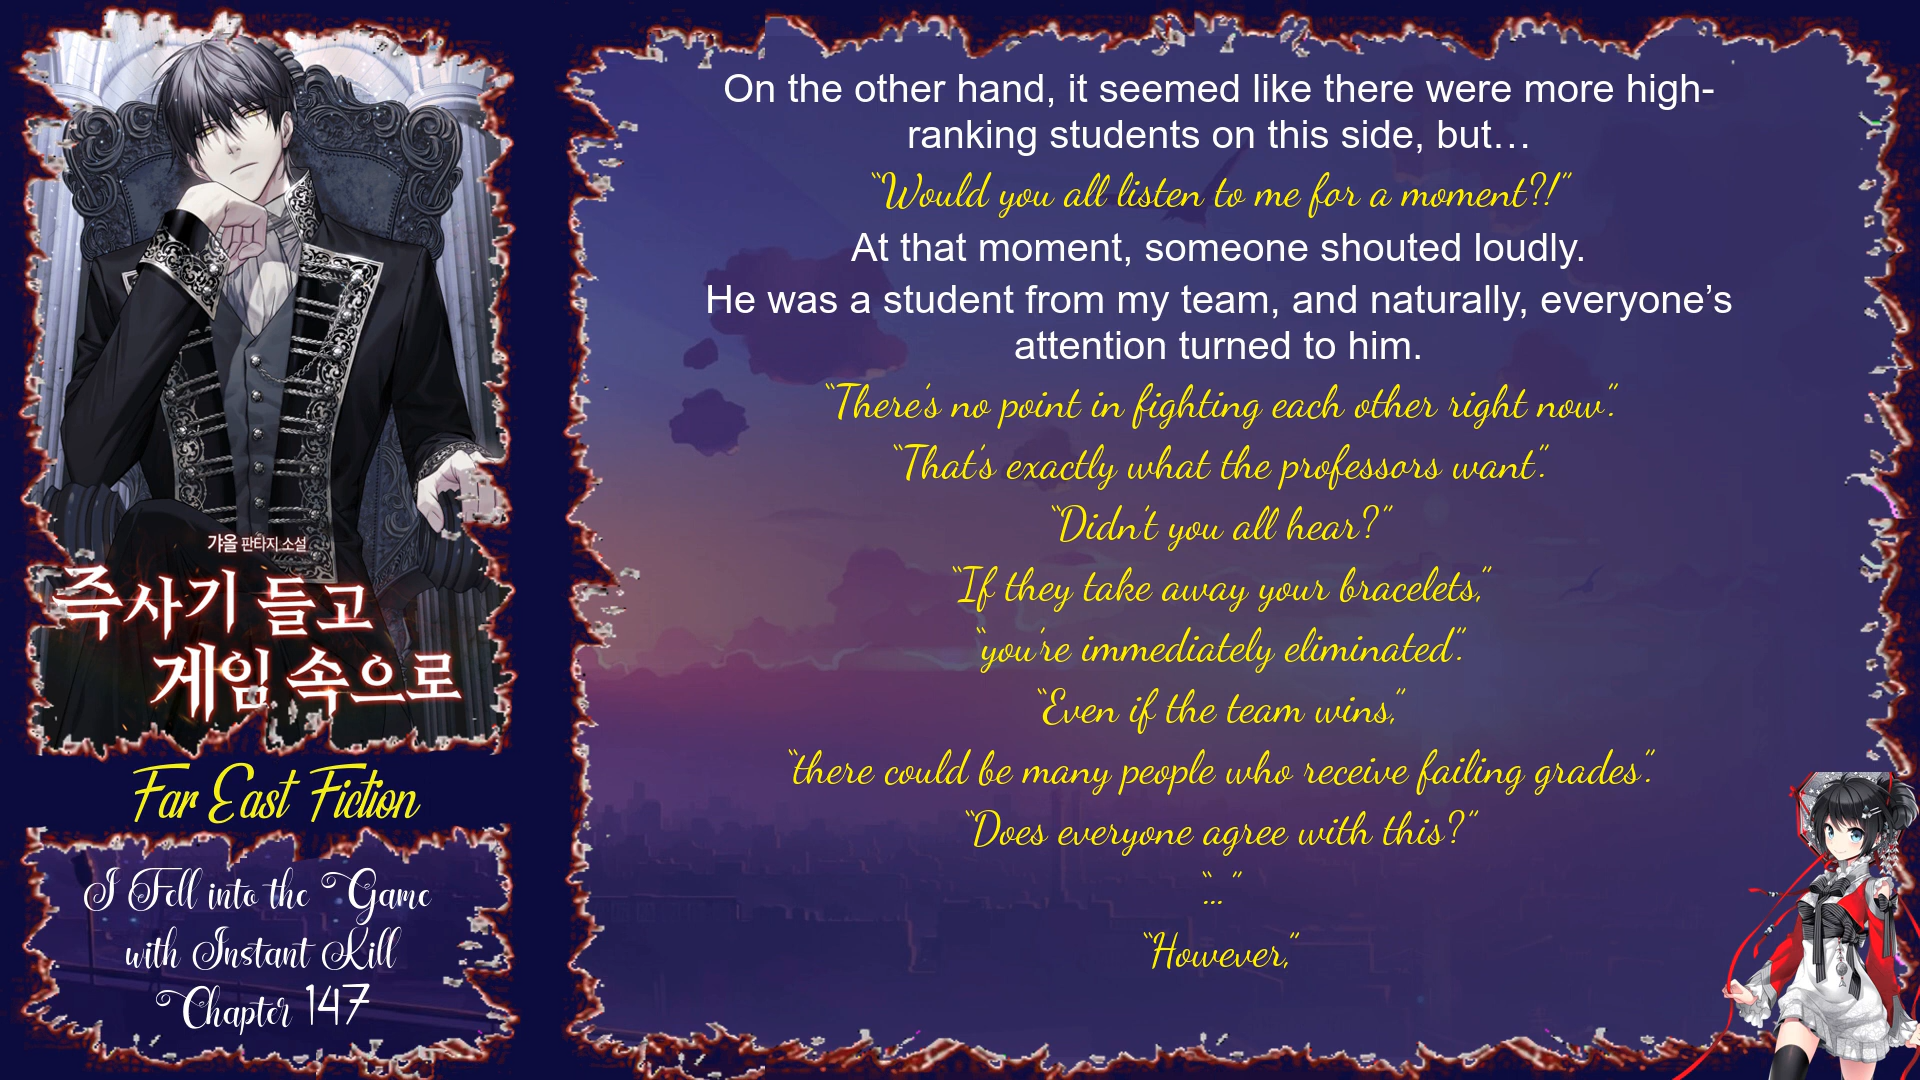 갸올 판타지 소설
즉사기 들고
게임 속으로
Far East Fiction
I Fell into the Game
with Instant Kill
Chapter 147
On the other hand, it seemed like there were more high-
ranking students on this side, but…
“Would you all listen to me for a moment?!”
At that moment, someone shouted loudly.
He was a student from my team, and naturally, everyone’s
attention turned to him.
“There’s no point in fighting each other right now.”
“That’s exactly what the professors want.”
“Didn’t you all hear?”
“If they take away your bracelets,”
“you’re immediately eliminated”.
“Even if the team wins,”
“there could be many people who receive failing grades”.
“Does everyone agree with this?”
“…”
“However,”